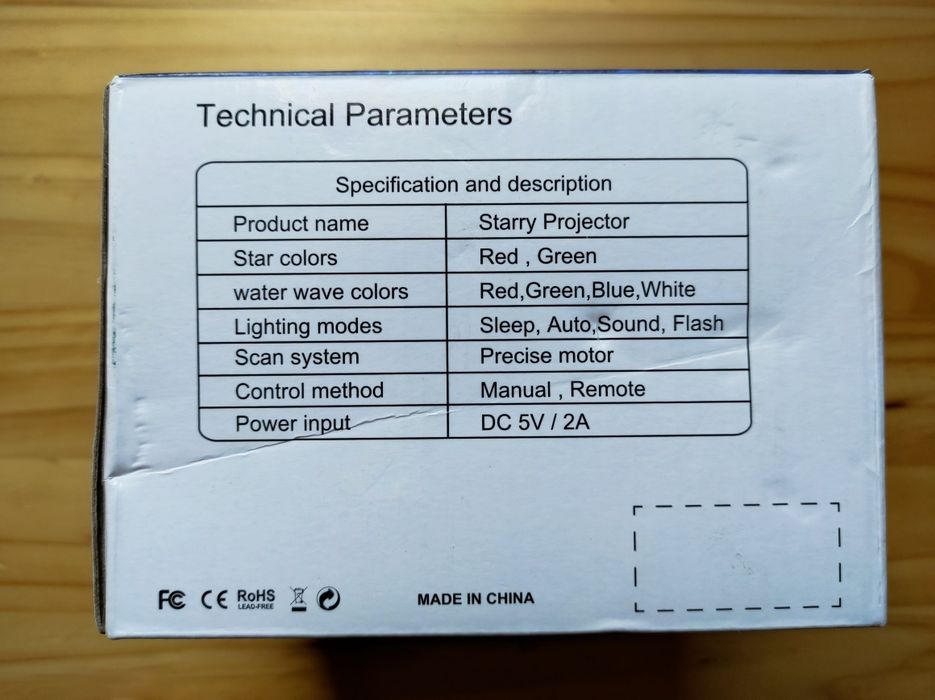 Technical Parameters
Specification and description
Product name Starry Projector
Star colors Red , Green
water wave colors Red,Green,Blue,White
Lighting modes Sleep, Auto,Sound, Flash
Scan system Precise motor
Control method Manual , Remote
Power input DC 5V / 2A
FC CE RoHS MADE IN CHINA
LEAD-FREE